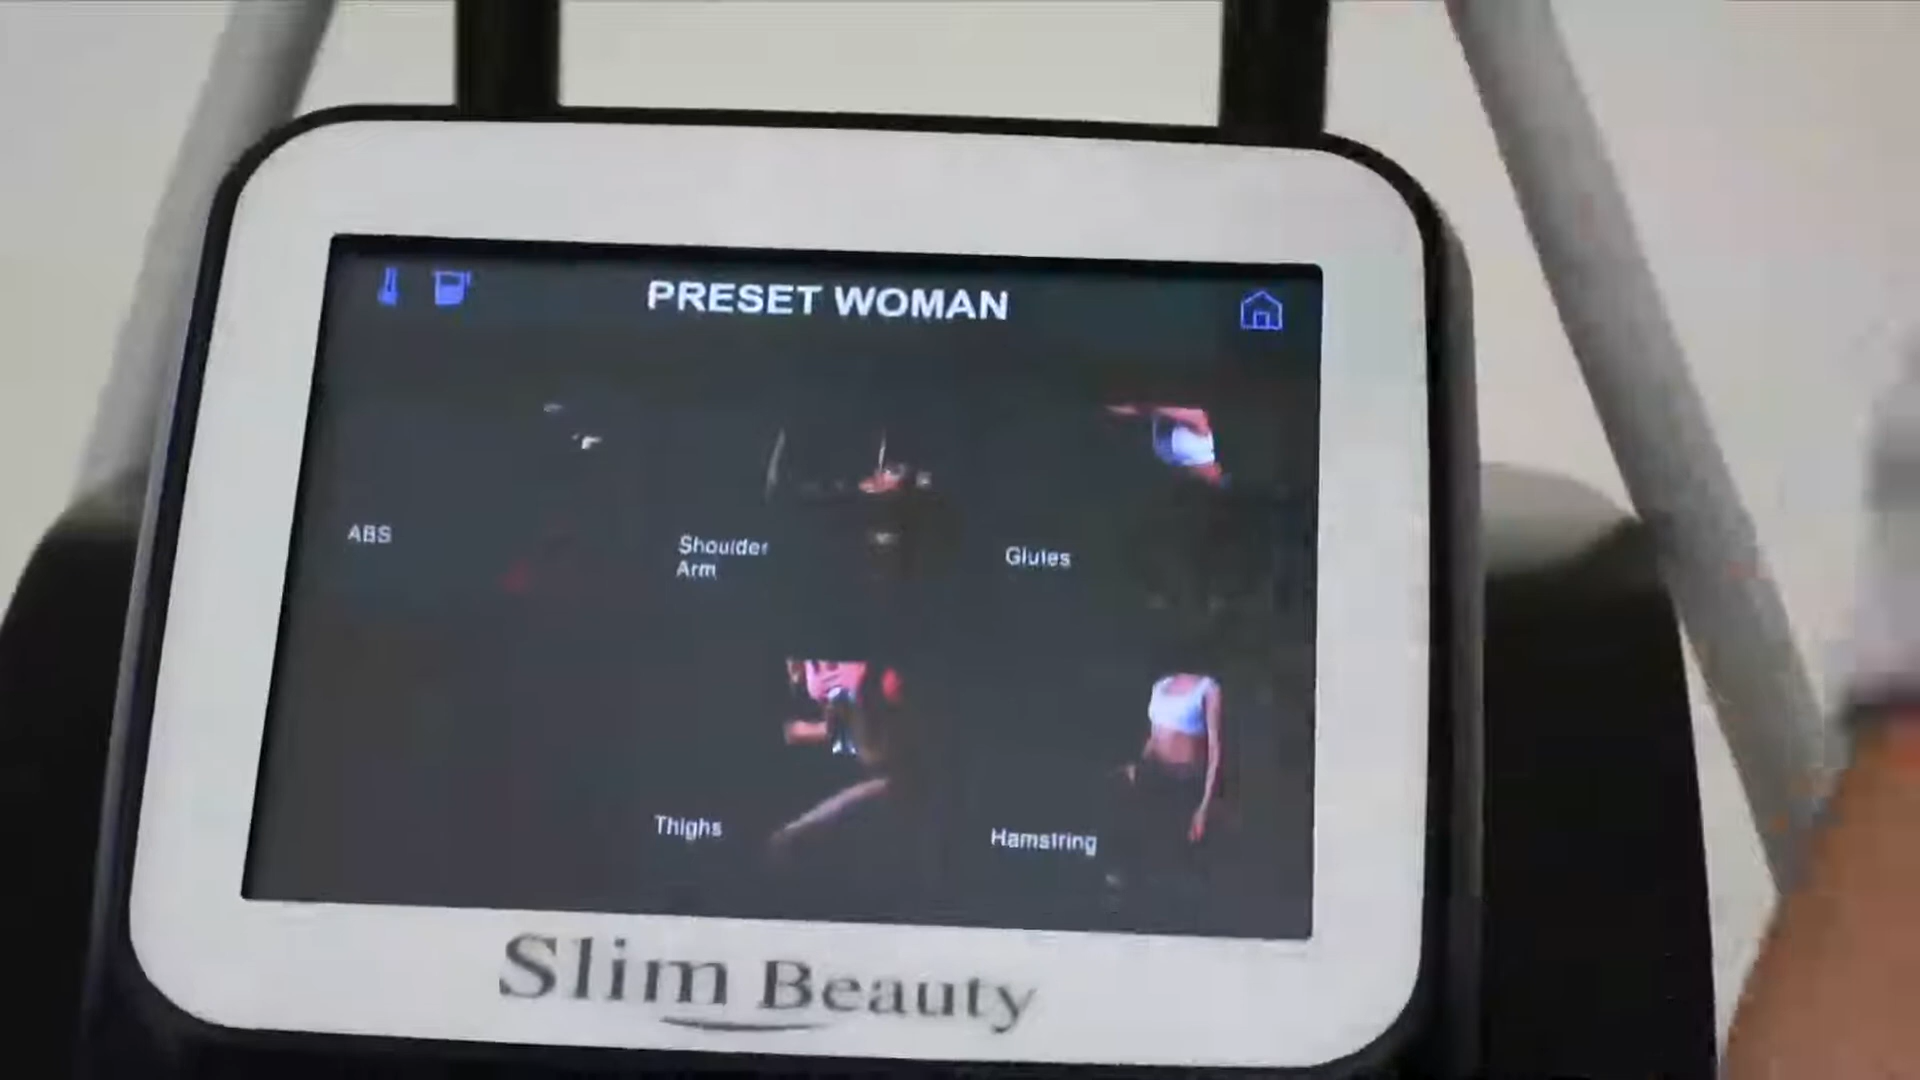 PRESET WOMAN
ABS
Shoulder
Arm
Glutes
Thighs
Hamstring
Slim Beauty